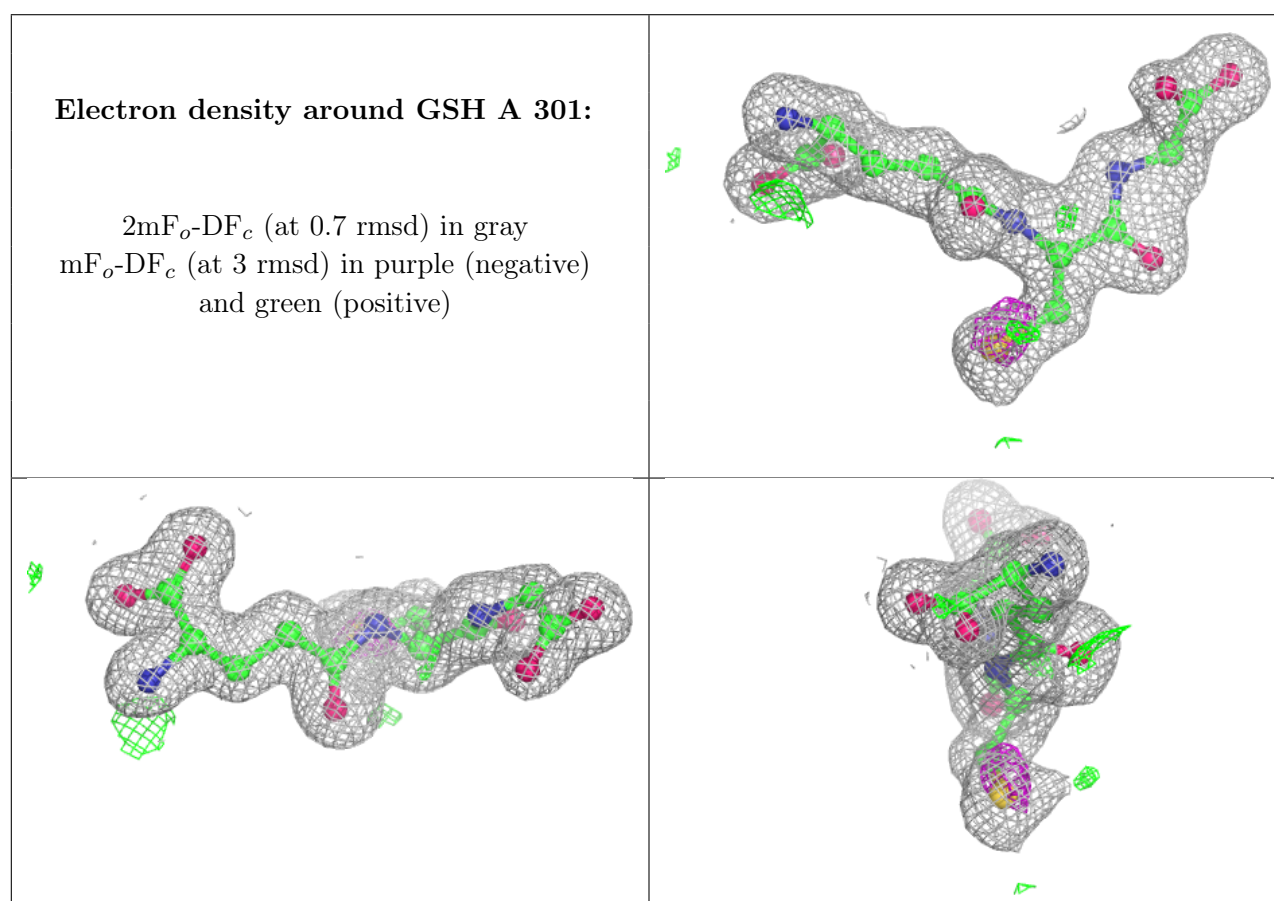 Electron density around GSH A 301:
2mFo-DFc (at 0.7 rmsd) in gray
mFo-DFc (at 3 rmsd) in purple (negative)
and green (positive)